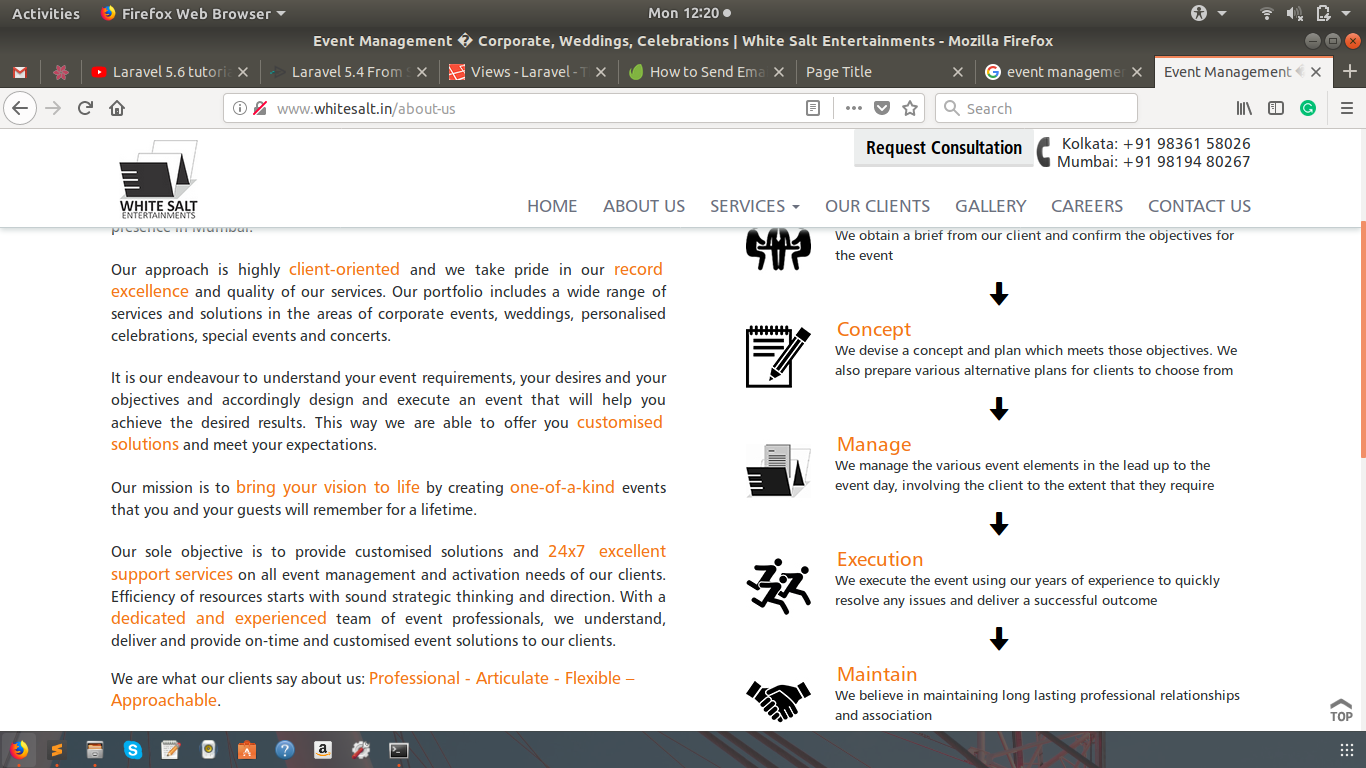 Activities
Firefox Web Browser
Mon 12:20
Event Management � Corporate, Weddings, Celebrations | White Salt Entertainments - Mozilla Firefox
Laravel 5.6 tutoria
Laravel 5.4 From S
Views - Laravel - T
How to Send Ema
Page Title
event managemen
Event Management �
www.whitesalt.in/about-us
Search
WHITE SALT
ENTERTAINMENTS
Request Consultation
Kolkata: +91 98361 58026
Mumbai: +91 98194 80267
HOME
ABOUT US
SERVICES
OUR CLIENTS
GALLERY
CAREERS
CONTACT US
presence in Mumbai.
Our approach is highly client-oriented and we take pride in our record
excellence and quality of our services. Our portfolio includes a wide range of
services and solutions in the areas of corporate events, weddings, personalised
celebrations, special events and concerts.
It is our endeavour to understand your event requirements, your desires and your
objectives and accordingly design and execute an event that will help you
achieve the desired results. This way we are able to offer you customised
solutions and meet your expectations.
Our mission is to bring your vision to life by creating one-of-a-kind events
that you and your guests will remember for a lifetime.
Our sole objective is to provide customised solutions and 24x7 excellent
support services on all event management and activation needs of our clients.
Efficiency of resources starts with sound strategic thinking and direction. With a
dedicated and experienced team of event professionals, we understand,
deliver and provide on-time and customised event solutions to our clients.
We are what our clients say about us: Professional - Articulate - Flexible –
Approachable.
We obtain a brief from our client and confirm the objectives for
the event
Concept
We devise a concept and plan which meets those objectives. We
also prepare various alternative plans for clients to choose from
Manage
We manage the various event elements in the lead up to the
event day, involving the client to the extent that they require
Execution
We execute the event using our years of experience to quickly
resolve any issues and deliver a successful outcome
Maintain
We believe in maintaining long lasting professional relationships
and association
TOP